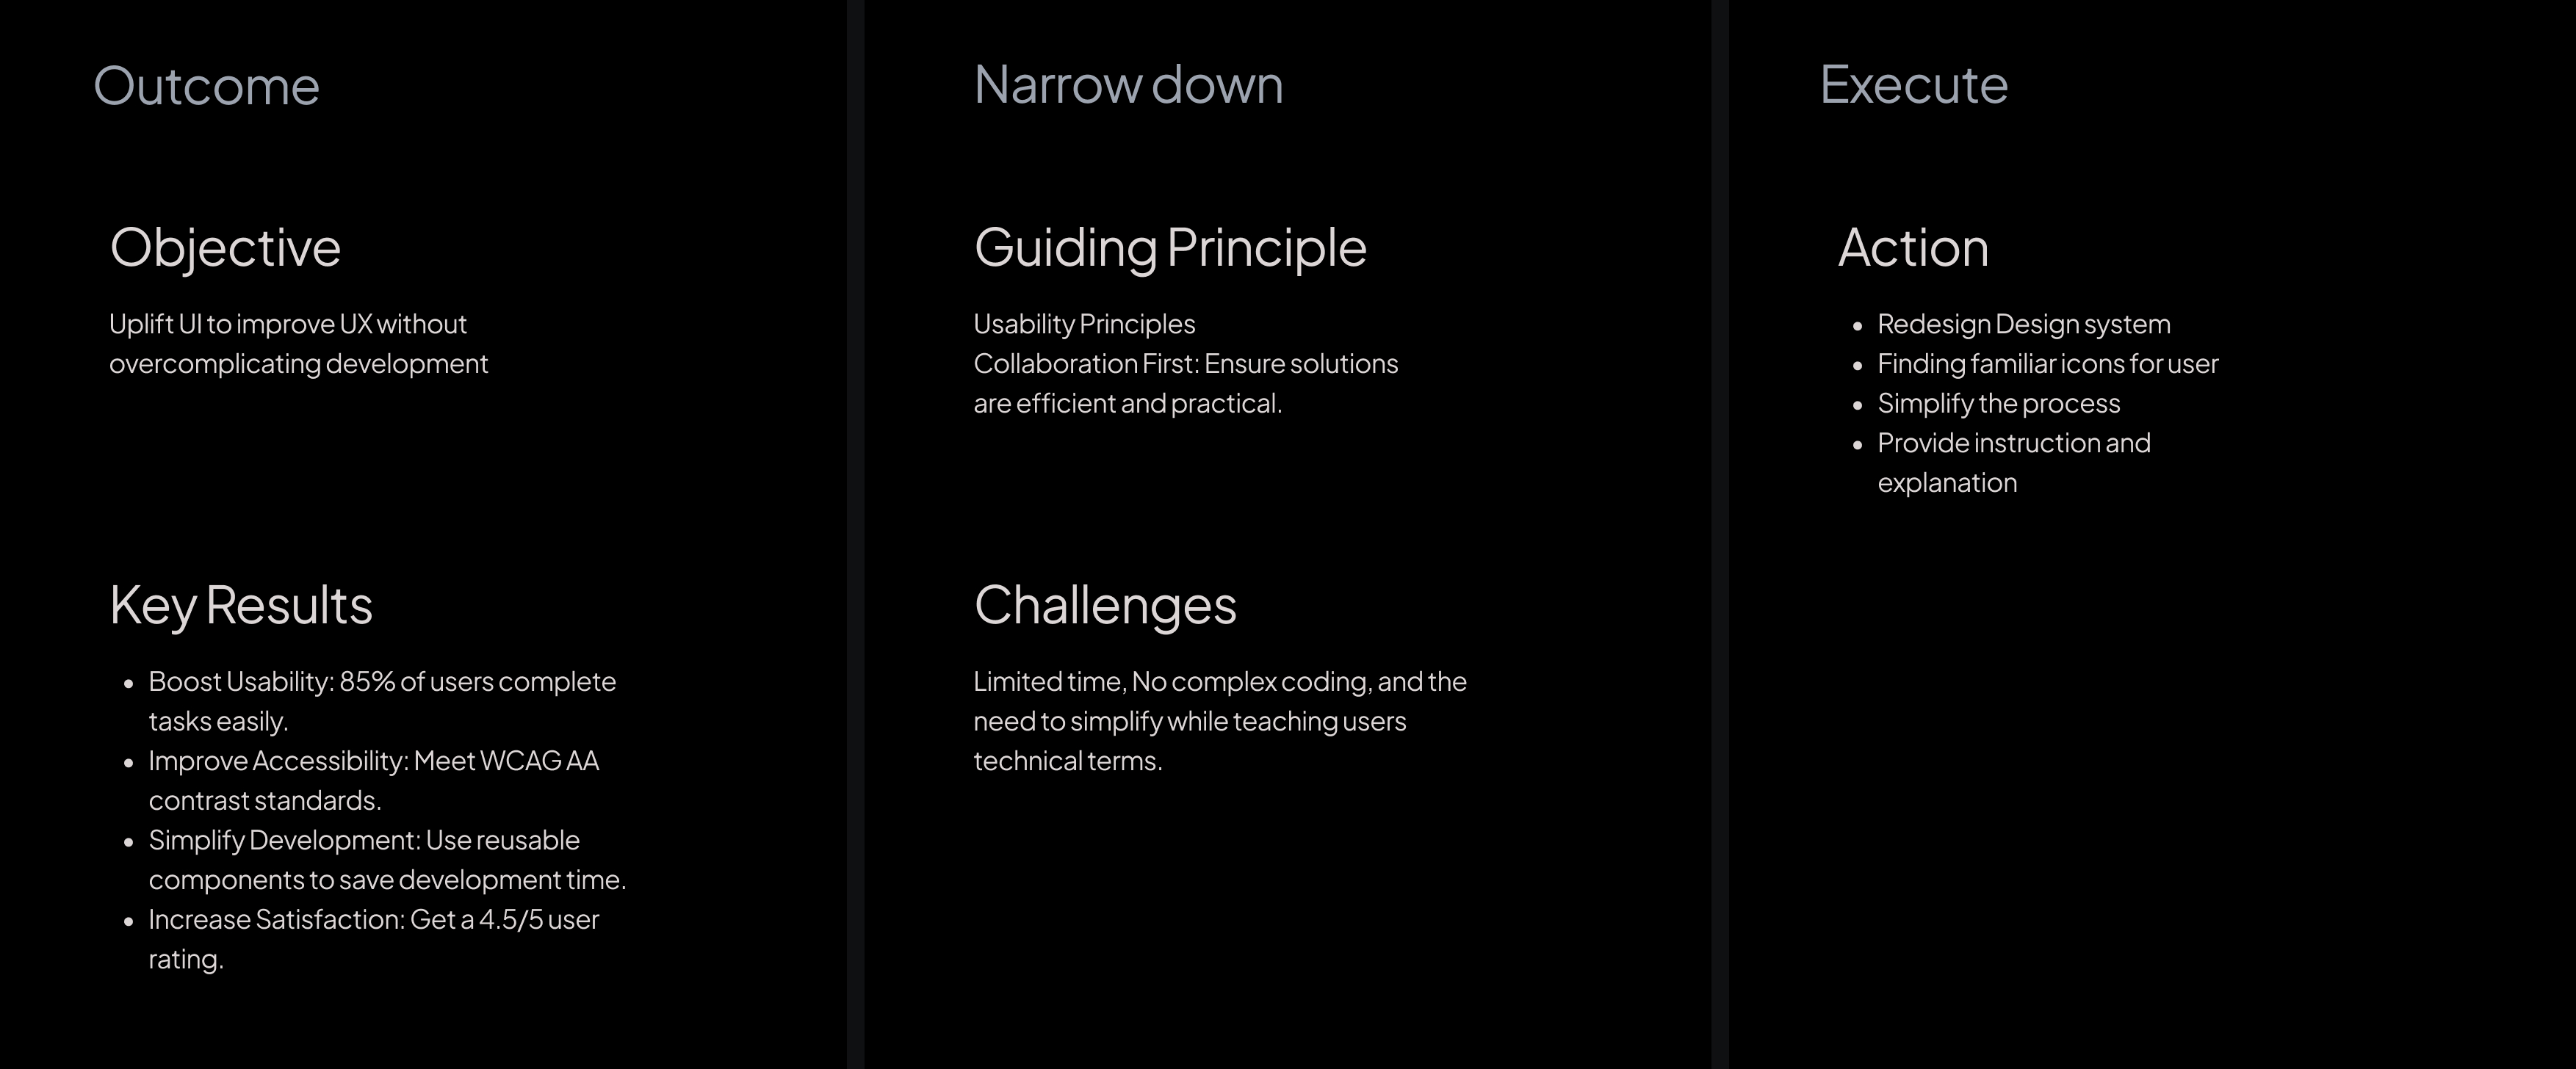 Outcome
Objective
Uplift UI to improve UX without
overcomplicating development
Key Results
• Boost Usability: 85% of users complete
tasks easily.
• Improve Accessibility: Meet WCAG AA
contrast standards.
• Simplify Development: Use reusable
components to save development time.
• Increase Satisfaction: Get a 4.5/5 user
rating.
Narrow down
Guiding Principle
Usability Principles
Collaboration First: Ensure solutions
are efficient and practical.
Challenges
Limited time, No complex coding, and the
need to simplify while teaching users
technical terms.
Execute
Action
• Redesign Design system
• Finding familiar icons for user
• Simplify the process
• Provide instruction and
explanation